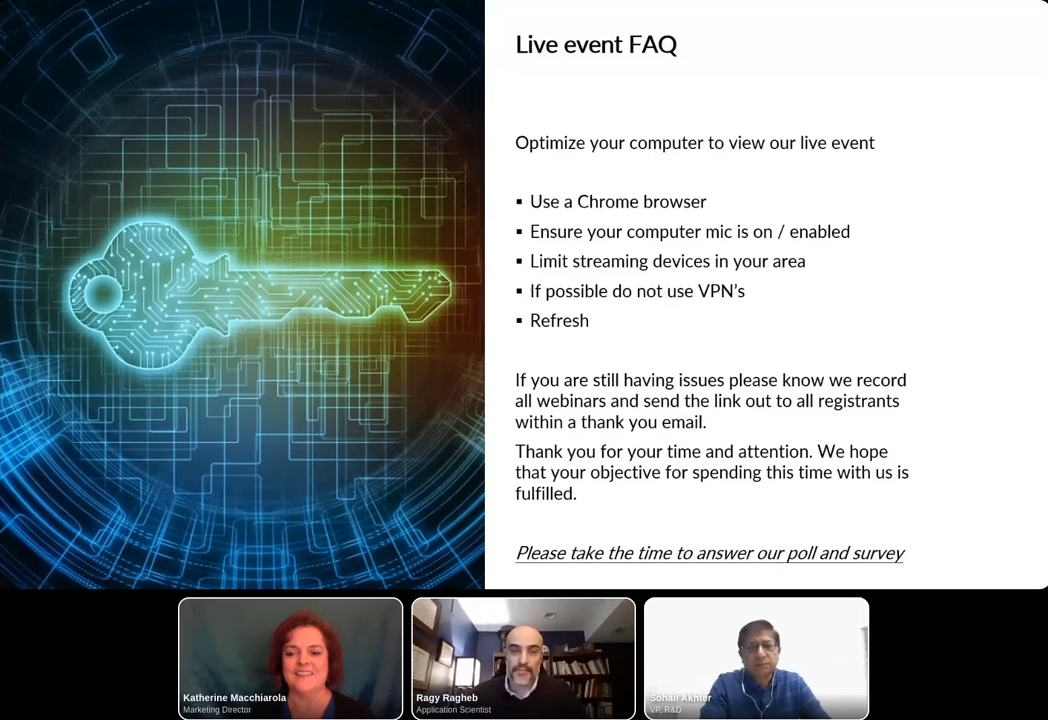 Live event FAQ
Optimize your computer to view our live event
▪ Use a Chrome browser
▪ Ensure your computer mic is on / enabled
▪ Limit streaming devices in your area
▪ If possible do not use VPN's
▪ Refresh
If you are still having issues please know we record
all webinars and send the link out to all registrants
within a thank you email.
Thank you for your time and attention. We hope
that your objective for spending this time with us is
fulfilled.
Please take the time to answer our poll and survey
Katherine Macchiarola
Marketing Director
Ragy Ragheb
Application Scientist
Sohail Akhter
VP, R&D